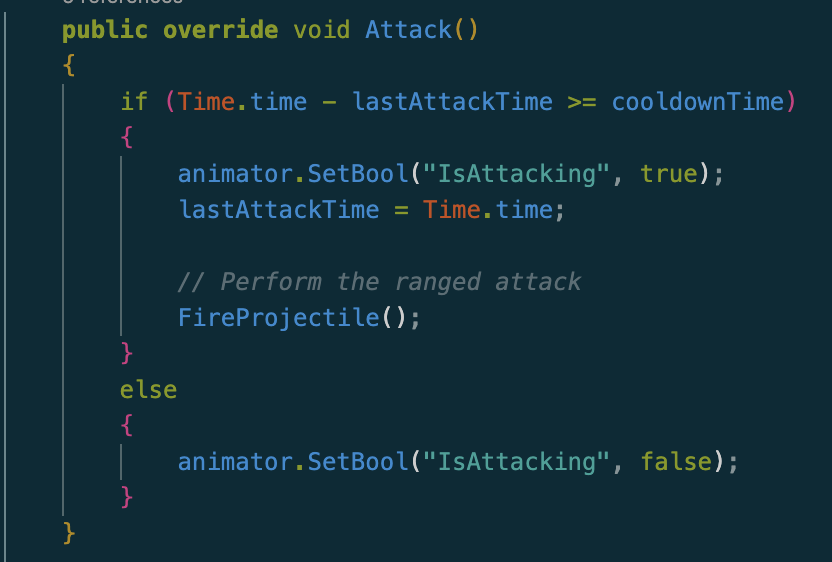 public override void Attack()
{
if (Time.time - lastAttackTime >= cooldownTime)
{
animator.SetBool("IsAttacking", true);
lastAttackTime = Time.time;
// Perform the ranged attack
FireProjectile();
}
else
{
animator.SetBool("IsAttacking", false);
}
}